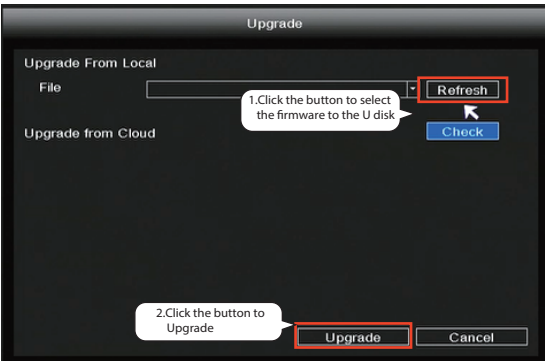 Upgrade
Upgrade From Local
File
Refresh
1.Click the button to select
the firmware to the U disk
Upgrade from Cloud
Check
2.Click the button to
Upgrade
Upgrade
Cancel